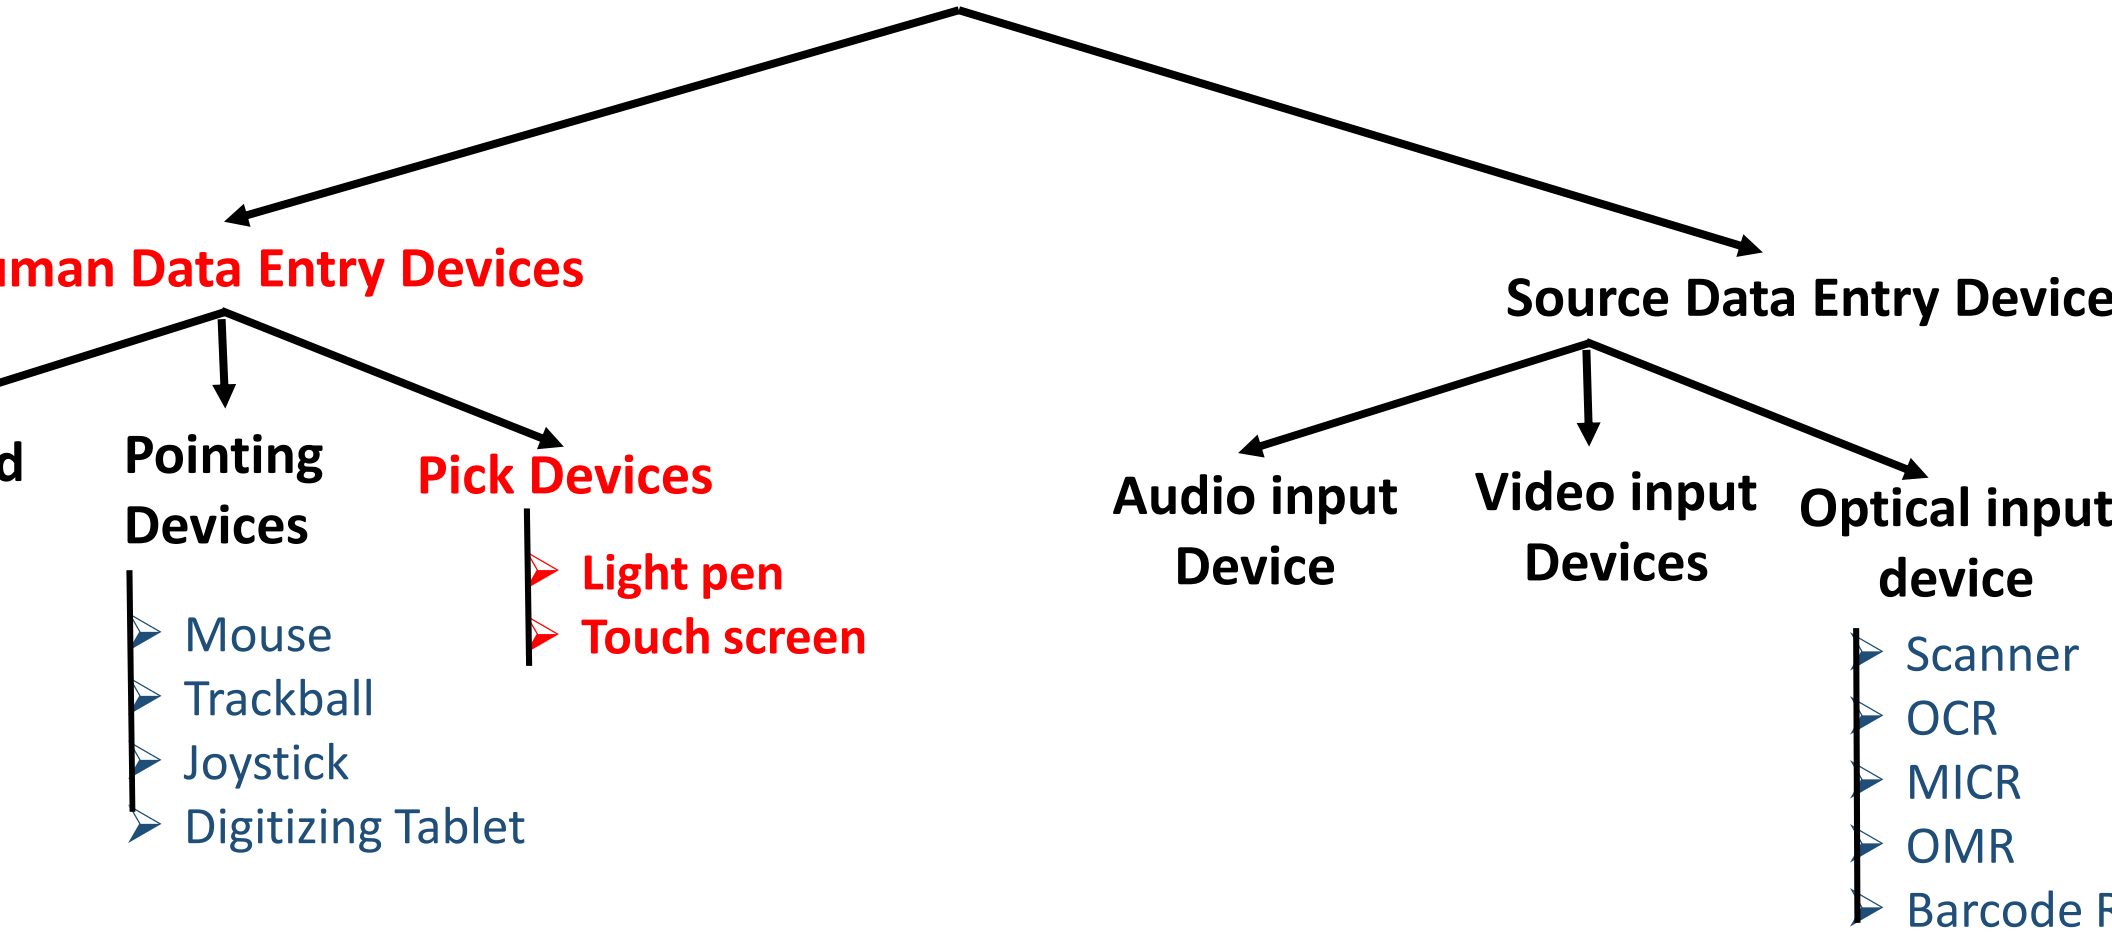 uman Data Entry Devices
Source Data Entry Device
d
Pointing
Devices
Mouse
Trackball
Joystick
Digitizing Tablet
Pick Devices
Light pen
Touch screen
Audio input
Device
Video input
Devices
Optical input
device
Scanner
OCR
MICR
OMR
Barcode R